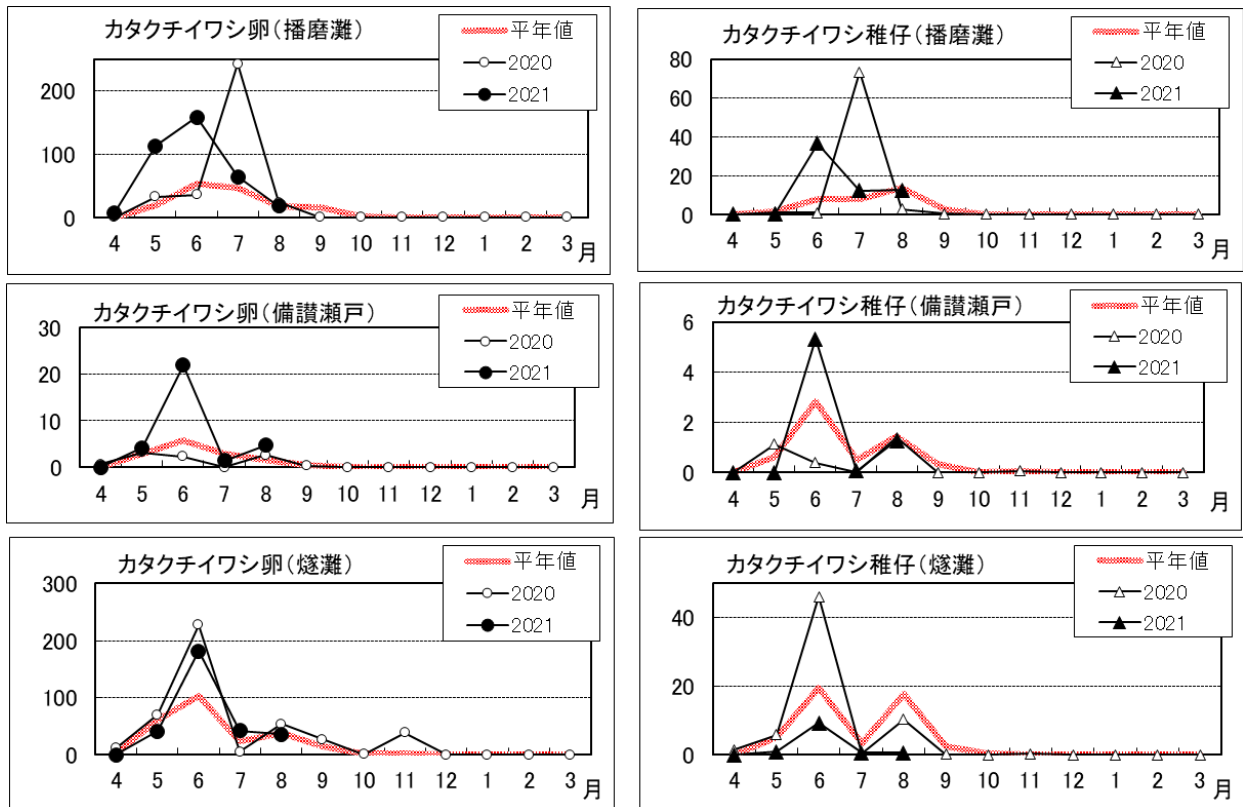 カタクチイワシ卵(播磨灘)
平年値
2020
2021
200
100
0
4 5 6 7 8 9 10 11 12 1 2 3 月
カタクチイワシ稚仔(播磨灘)
平年値
2020
2021
80
60
40
20
0
4 5 6 7 8 9 10 11 12 1 2 3 月
カタクチイワシ卵(備讃瀬戸)
平年値
2020
2021
30
20
10
0
4 5 6 7 8 9 10 11 12 1 2 3 月
カタクチイワシ稚仔(備讃瀬戸)
平年値
2020
2021
6
4
2
0
4 5 6 7 8 9 10 11 12 1 2 3 月
カタクチイワシ卵(燧灘)
平年値
2020
2021
300
200
100
0
4 5 6 7 8 9 10 11 12 1 2 3 月
カタクチイワシ稚仔(燧灘)
平年値
2020
2021
40
20
0
4 5 6 7 8 9 10 11 12 1 2 3 月